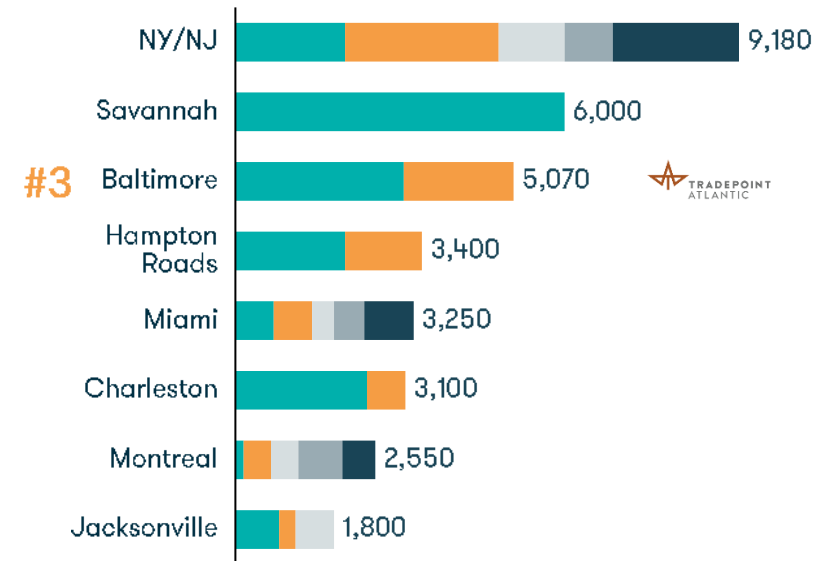 NY/NJ 9,180
Savannah 6,000
#3 Baltimore 5,070
TRADEPOINT
ATLANTIC
Hampton
Roads 3,400
Miami 3,250
Charleston 3,100
Montreal 2,550
Jacksonville 1,800